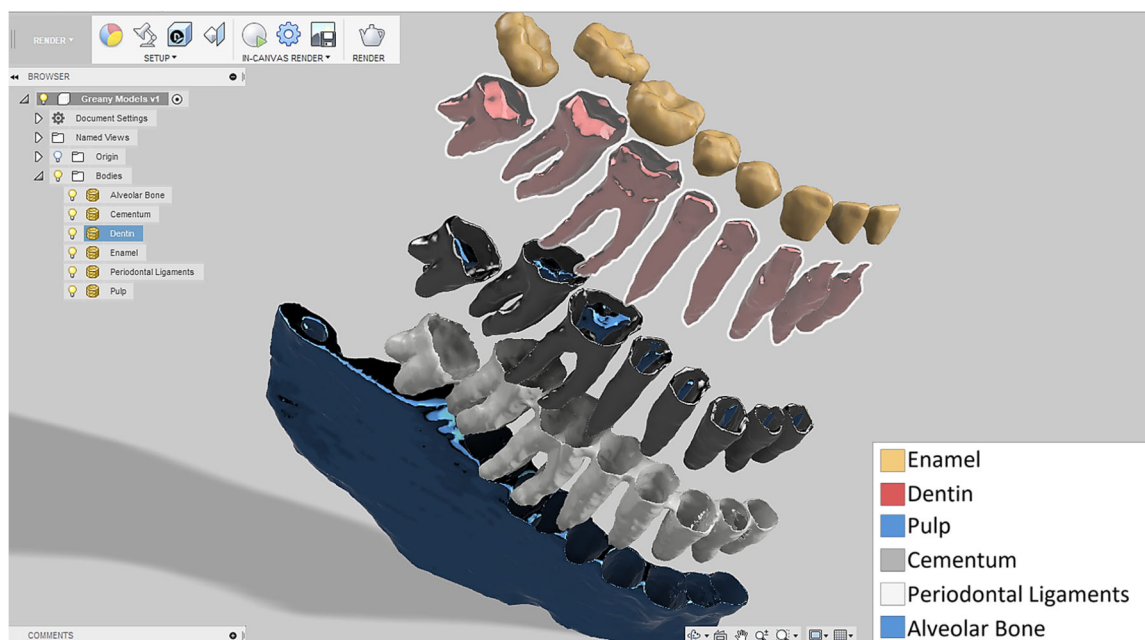 RENDER
SETUP
IN-CANVAS RENDER
RENDER
BROWSER
Greany Models v1
Document Settings
Named Views
Origin
Bodies
Alveolar Bone
Cementum
Dentin
Enamel
Periodontal Ligaments
Pulp
Enamel
Dentin
Pulp
Cementum
Periodontal Ligaments
Alveolar Bone
COMMENTS